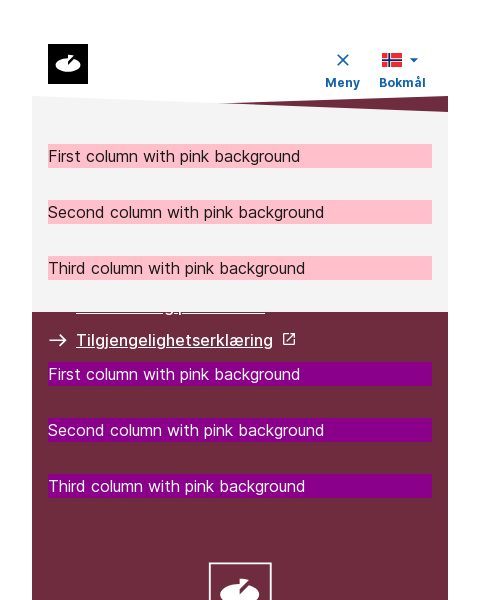 Meny
Bokmål
First column with pink background
Second column with pink background
Third column with pink background
Tilgjengelighetserklæring
First column with pink background
Second column with pink background
Third column with pink background